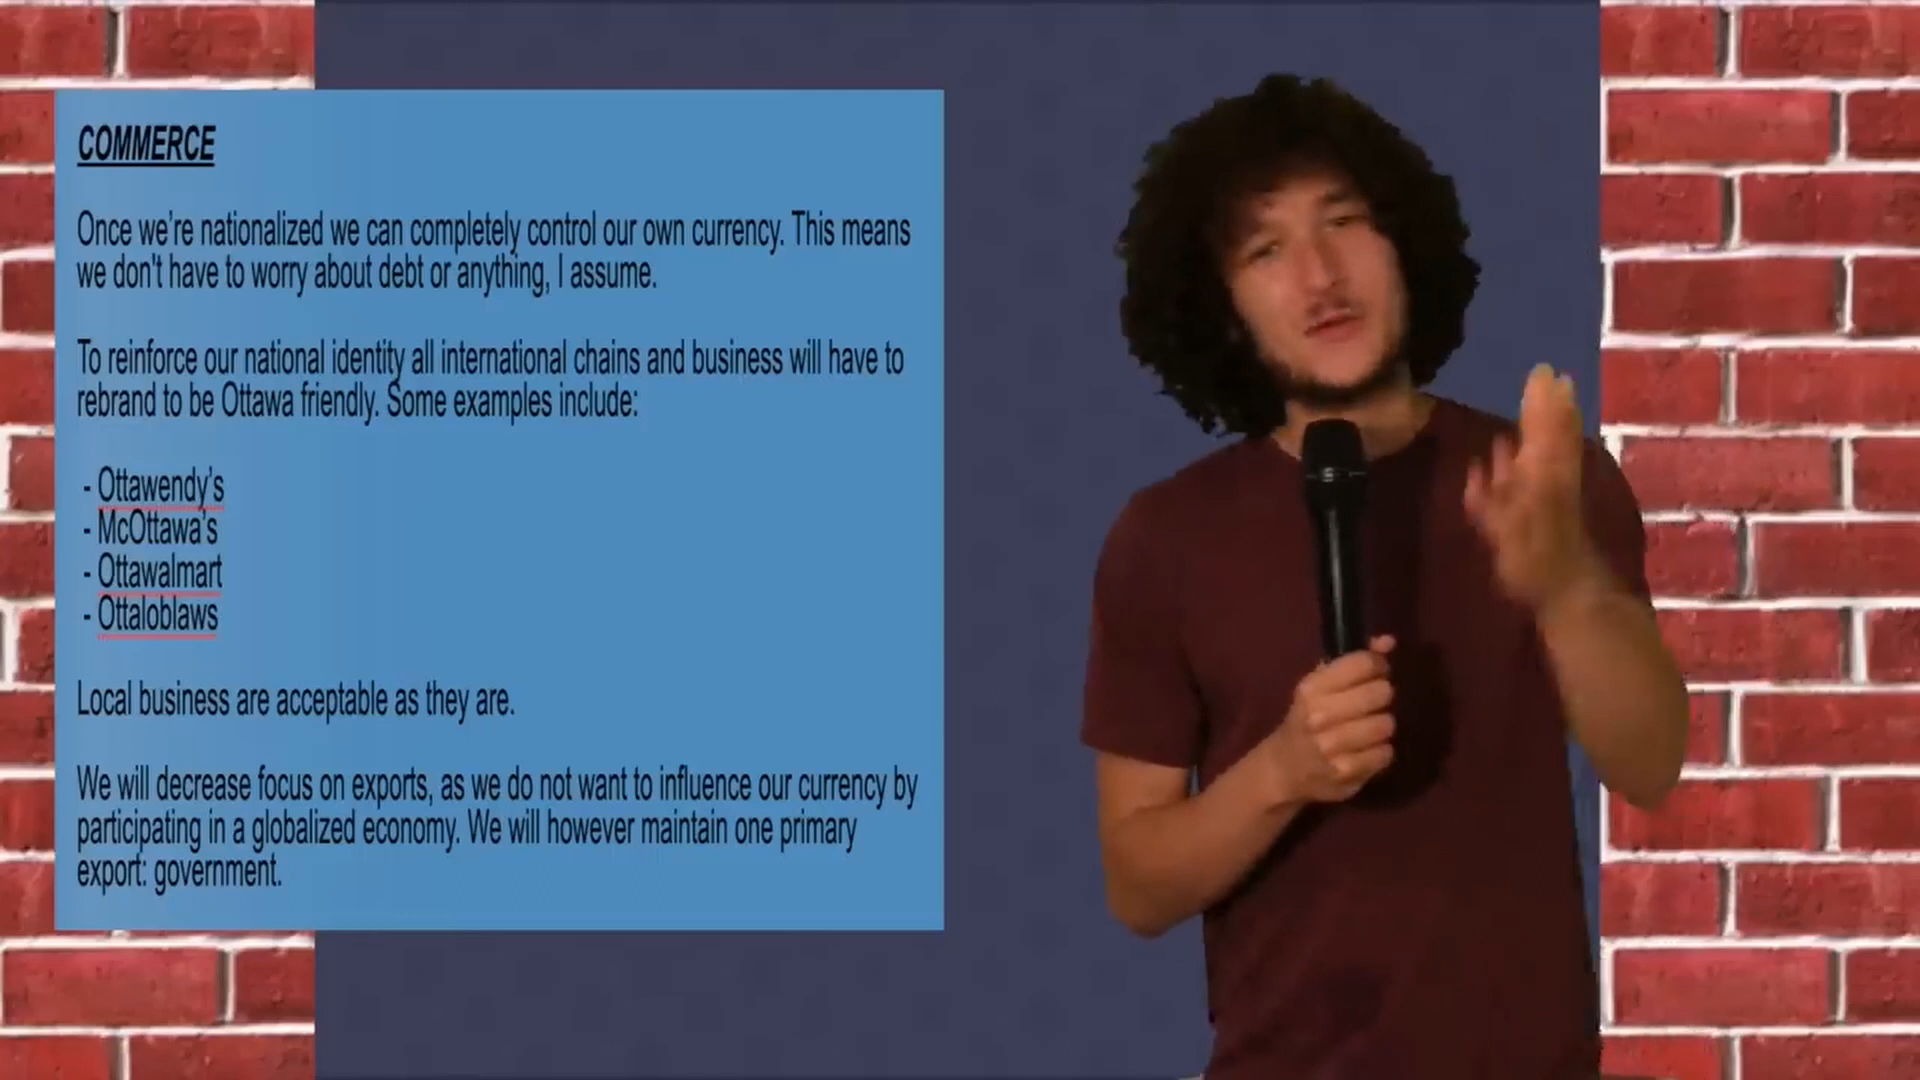 COMMERCE
Once we're nationalized we can completely control our own currency. This means
we don't have to worry about debt or anything, I assume.
To reinforce our national identity all international chains and business will have to
rebrand to be Ottawa friendly. Some examples include:
- Ottawendy's
- McOttawa's
- Ottawalmart
- Ottaloblaws
Local business are acceptable as they are.
We will decrease focus on exports, as we do not want to influence our currency by
participating in a globalized economy. We will however maintain one primary
export: government.